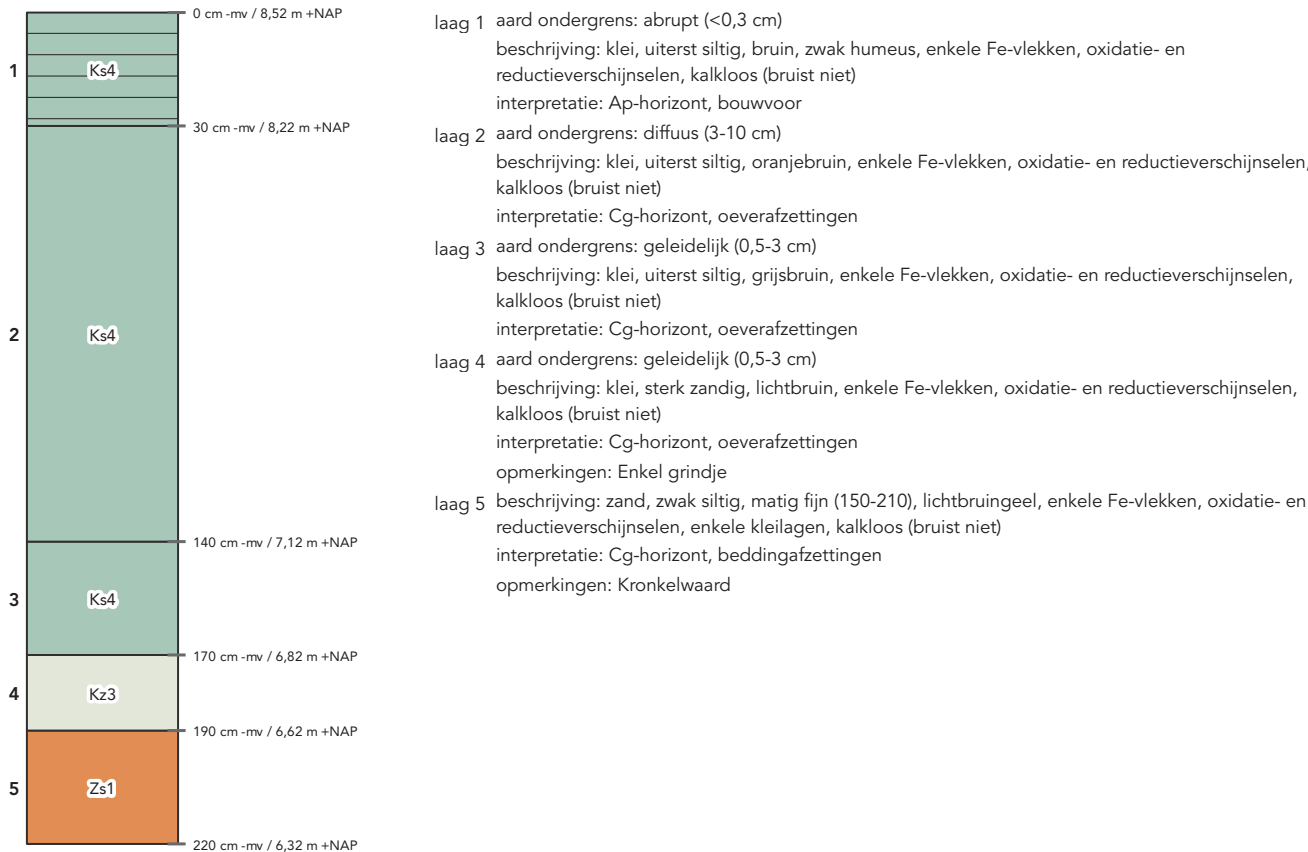 0 cm -mv / 8,52 m +NAP
1
Ks4
30 cm -mv / 8,22 m +NAP
2
Ks4
140 cm -mv / 7,12 m +NAP
3
Ks4
170 cm -mv / 6,82 m +NAP
4
Kz3
190 cm -mv / 6,62 m +NAP
5
Zs1
220 cm -mv / 6,32 m +NAP
laag 1 aard ondergrens: abrupt (<0,3 cm)
beschrijving: klei, uiterst siltig, bruin, zwak humeus, enkele Fe-vlekken, oxidatie- en
reductieverschijnselen, kalkloos (bruist niet)
interpretatie: Ap-horizont, bouwvoor
laag 2 aard ondergrens: diffuus (3-10 cm)
beschrijving: klei, uiterst siltig, oranjebruin, enkele Fe-vlekken, oxidatie- en reductieverschijnselen,
kalkloos (bruist niet)
interpretatie: Cg-horizont, oeverafzettingen
laag 3 aard ondergrens: geleidelijk (0,5-3 cm)
beschrijving: klei, uiterst siltig, grijsbruin, enkele Fe-vlekken, oxidatie- en reductieverschijnselen,
kalkloos (bruist niet)
interpretatie: Cg-horizont, oeverafzettingen
laag 4 aard ondergrens: geleidelijk (0,5-3 cm)
beschrijving: klei, sterk zandig, lichtbruin, enkele Fe-vlekken, oxidatie- en reductieverschijnselen,
kalkloos (bruist niet)
interpretatie: Cg-horizont, oeverafzettingen
opmerkingen: Enkel grindje
laag 5 beschrijving: zand, zwak siltig, matig fijn (150-210), lichtbruingeel, enkele Fe-vlekken, oxidatie- en
reductieverschijnselen, enkele kleilagen, kalkloos (bruist niet)
interpretatie: Cg-horizont, beddingafzettingen
opmerkingen: Kronkelwaard